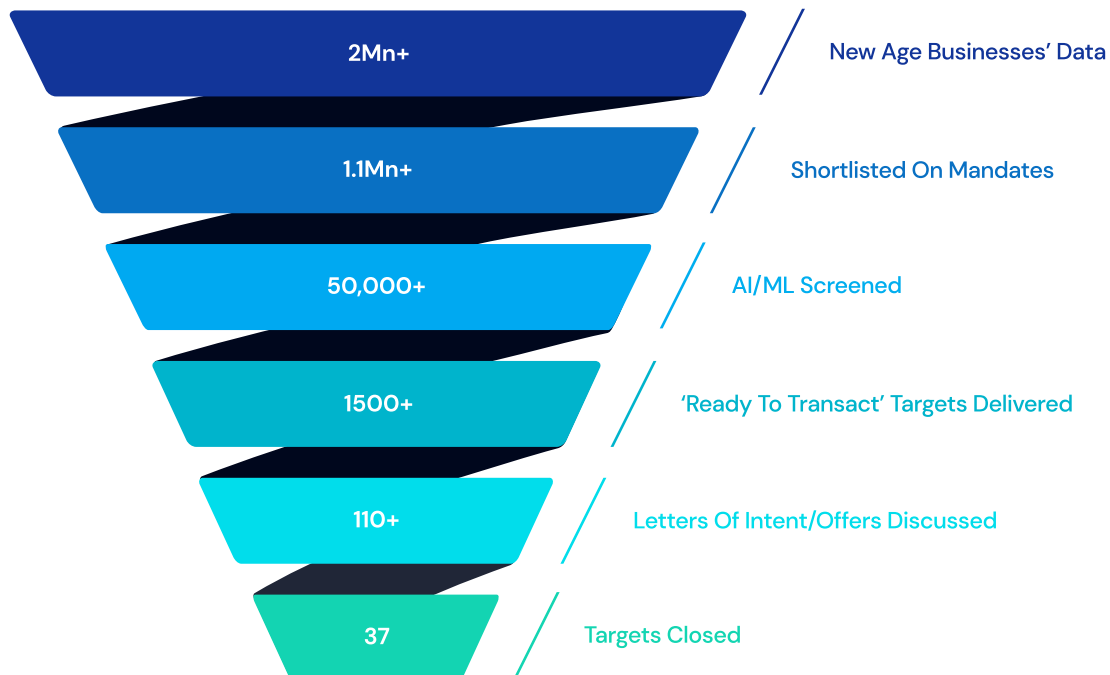 2Mn+
New Age Businesses’ Data
1.1Mn+
Shortlisted On Mandates
50,000+
AI/ML Screened
1500+
‘Ready To Transact’ Targets Delivered
110+
Letters Of Intent/Offers Discussed
37
Targets Closed